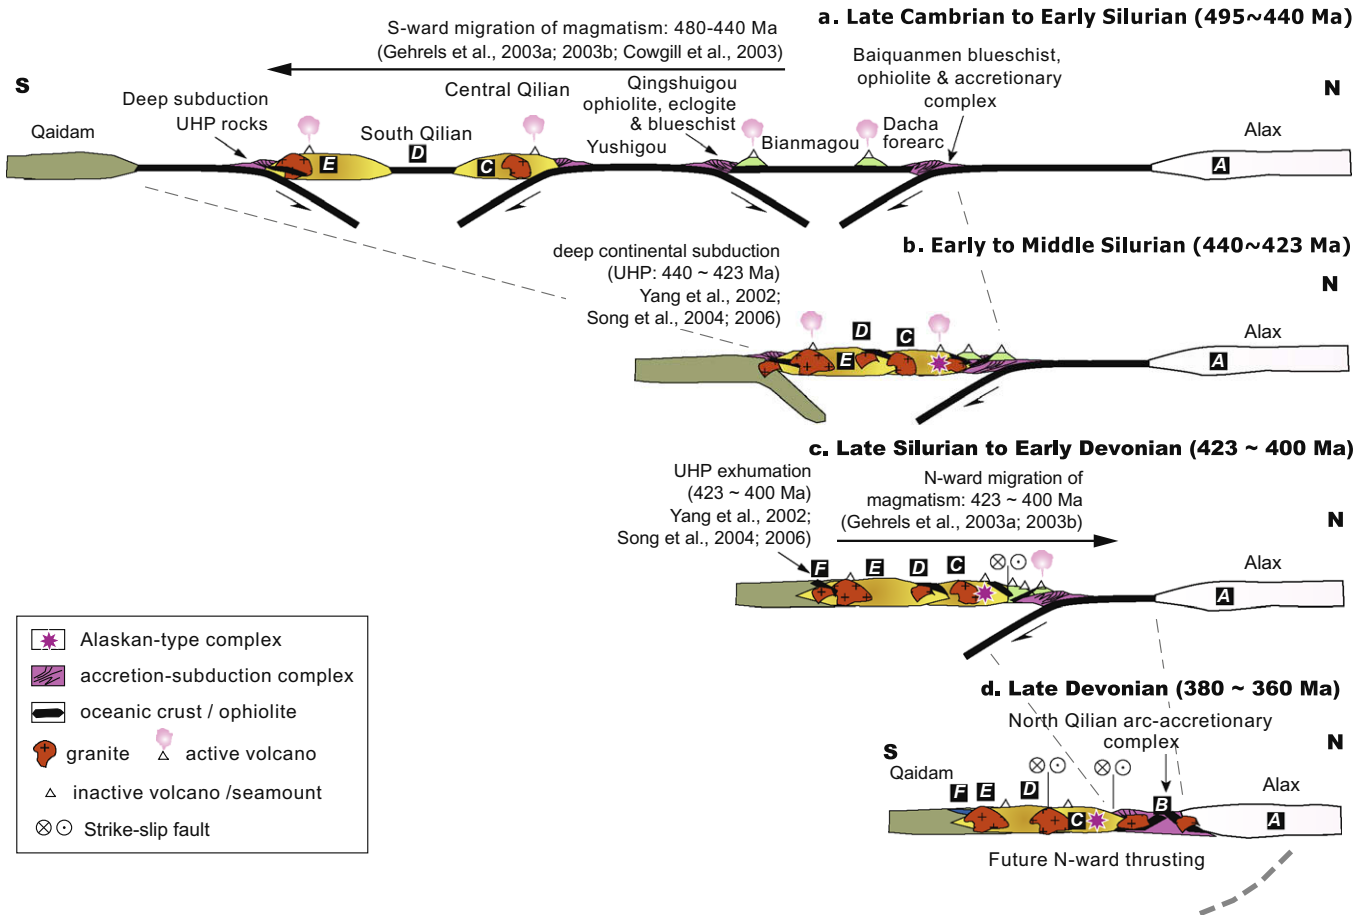 a. Late Cambrian to Early Silurian (495~440 Ma)
S-ward migration of magmatism: 480-440 Ma
(Gehrels et al., 2003a; 2003b; Cowgill et al., 2003)
S
N
Deep subduction
UHP rocks
Qaidam
South Qilian
Central Qilian
Qingshuigou
ophiolite, eclogite
& blueschist
Yushigou
Bianmagou
Dacha
forearc
Baiquanmen blueschist,
ophiolite & accretionary
complex
Alax
E
D
C
A
b. Early to Middle Silurian (440~423 Ma)
deep continental subduction
(UHP: 440 ~ 423 Ma)
Yang et al., 2002;
Song et al., 2004; 2006)
N
Alax
D
C
E
A
c. Late Silurian to Early Devonian (423 ~ 400 Ma)
UHP exhumation
(423 ~ 400 Ma)
Yang et al., 2002;
Song et al., 2004; 2006)
N-ward migration of
magmatism: 423 ~ 400 Ma
(Gehrels et al., 2003a; 2003b)
N
Alax
F
E
D
C
A
d. Late Devonian (380 ~ 360 Ma)
North Qilian arc-accretionary
complex
S
N
Qaidam
Alax
F
E
D
B
C
A
Future N-ward thrusting
Alaskan-type complex
accretion-subduction complex
oceanic crust / ophiolite
granite
active volcano
inactive volcano /seamount
Strike-slip fault